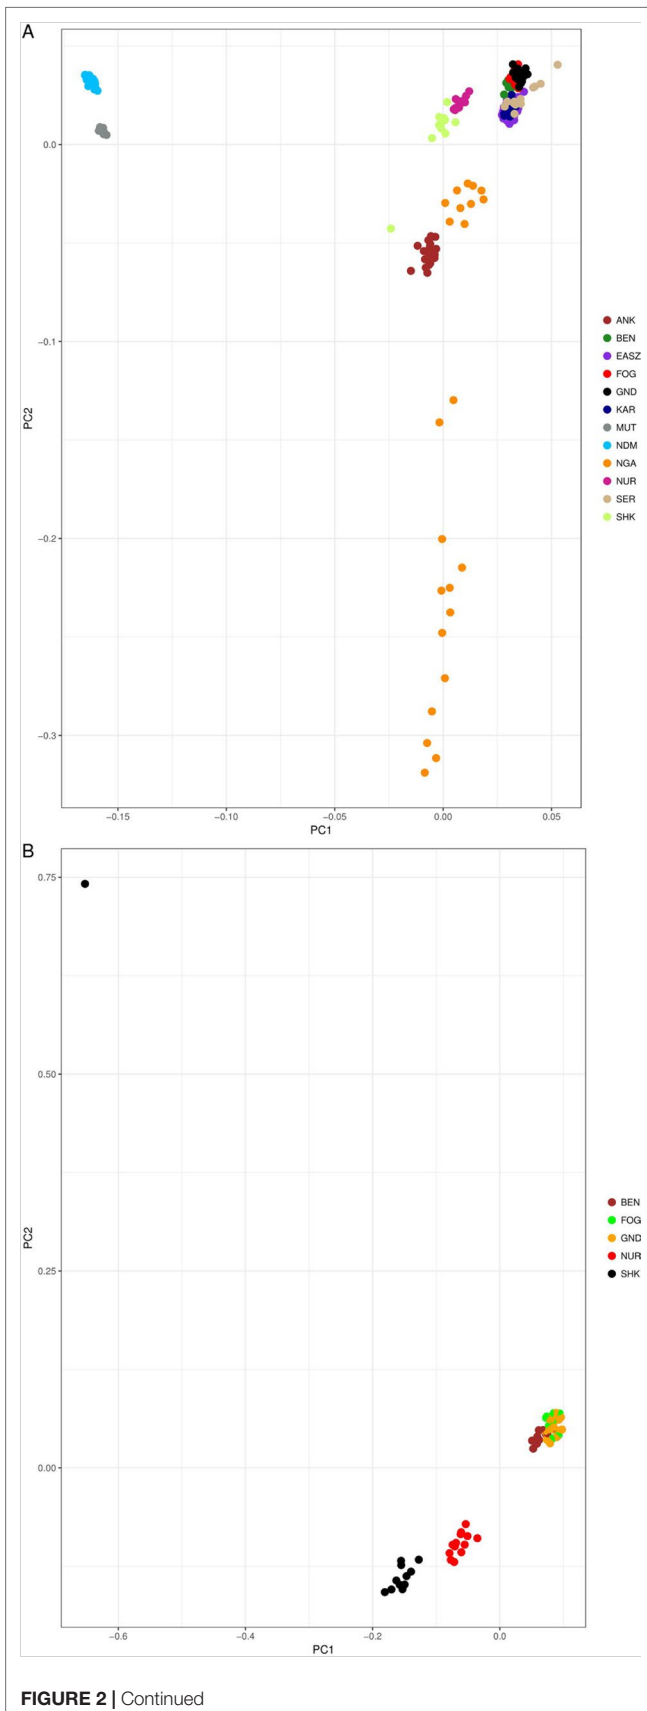 A
0.0
−0.1
−0.2
−0.3
PC2
−0.15 −0.10 −0.05 0.00 0.05
PC1
ANK
BEN
EASZ
FOG
GND
KAR
MUT
NDM
NGA
NUR
SER
SHK
B
0.75
0.50
0.25
0.00
PC2
−0.6 −0.4 −0.2 0.0
PC1
BEN
FOG
GND
NUR
SHK
FIGURE 2 | Continued